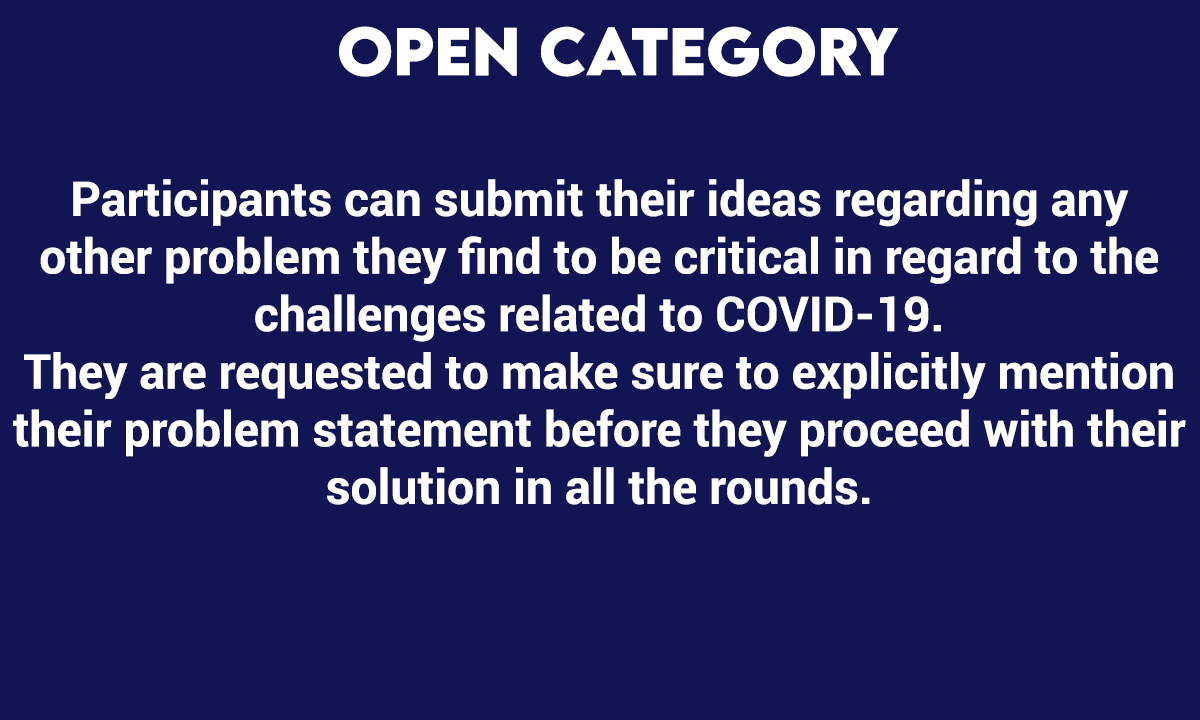 OPEN CATEGORY
Participants can submit their ideas regarding any
other problem they find to be critical in regard to the
challenges related to COVID-19.
They are requested to make sure to explicitly mention
their problem statement before they proceed with their
solution in all the rounds.